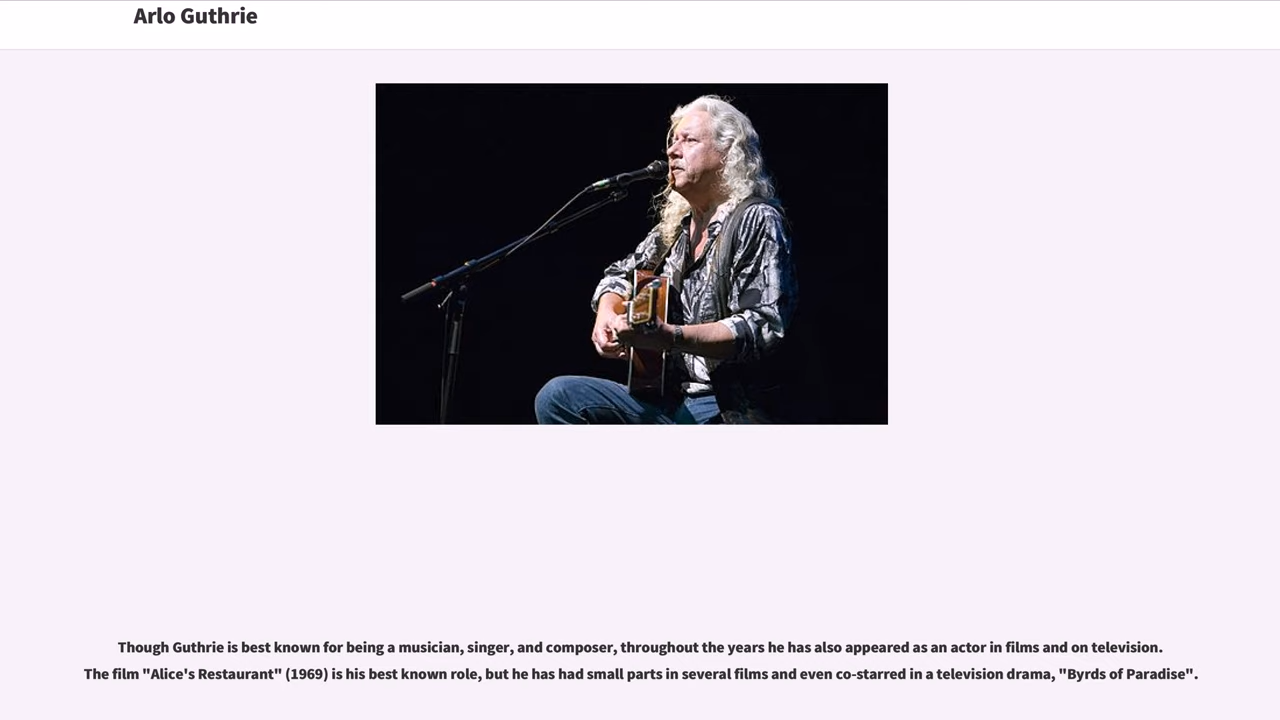 Arlo Guthrie
Though Guthrie is best known for being a musician, singer, and composer, throughout the years he has also appeared as an actor in films and on television.
The film "Alice's Restaurant" (1969) is his best known role, but he has had small parts in several films and even co-starred in a television drama, "Byrds of Paradise".